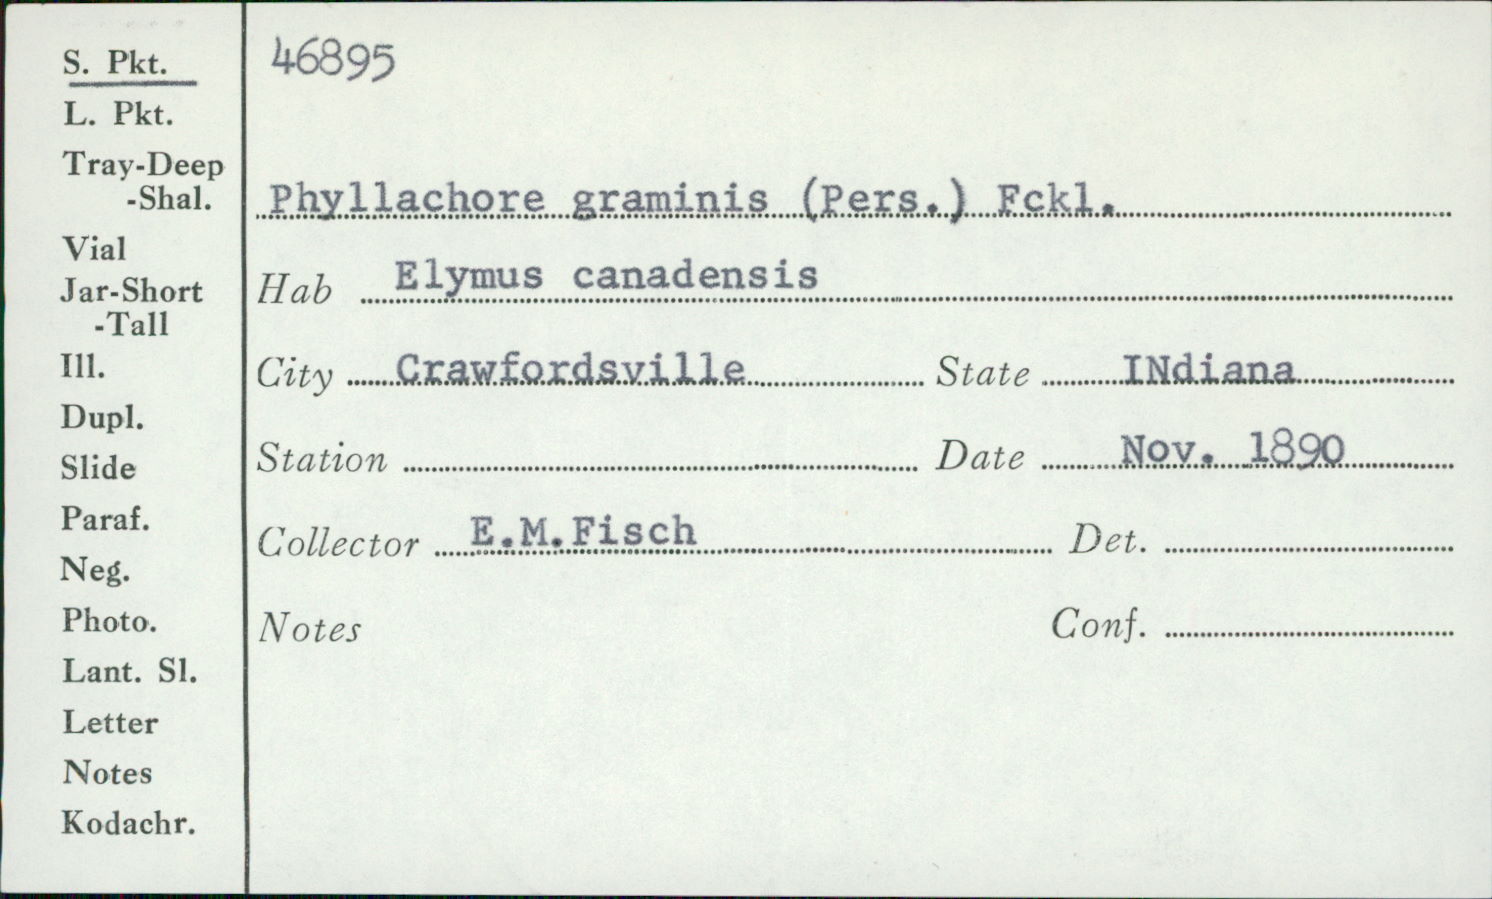 S. Pkt.
L. Pkt.
Tray-Deep
-Shal.
Vial
Jar-Short
-Tall
Ill.
Dupl.
Slide
Paraf.
Neg.
Photo.
Lant. Sl.
Letter
Notes
Kodachr.
46895
Phyllachore graminis (Pers.) Fckl.
Hab Elymus canadensis
City Crawfordsville State INdiana
Station Date Nov. 1890
Collector E.M.Fisch Det.
Notes Conf.